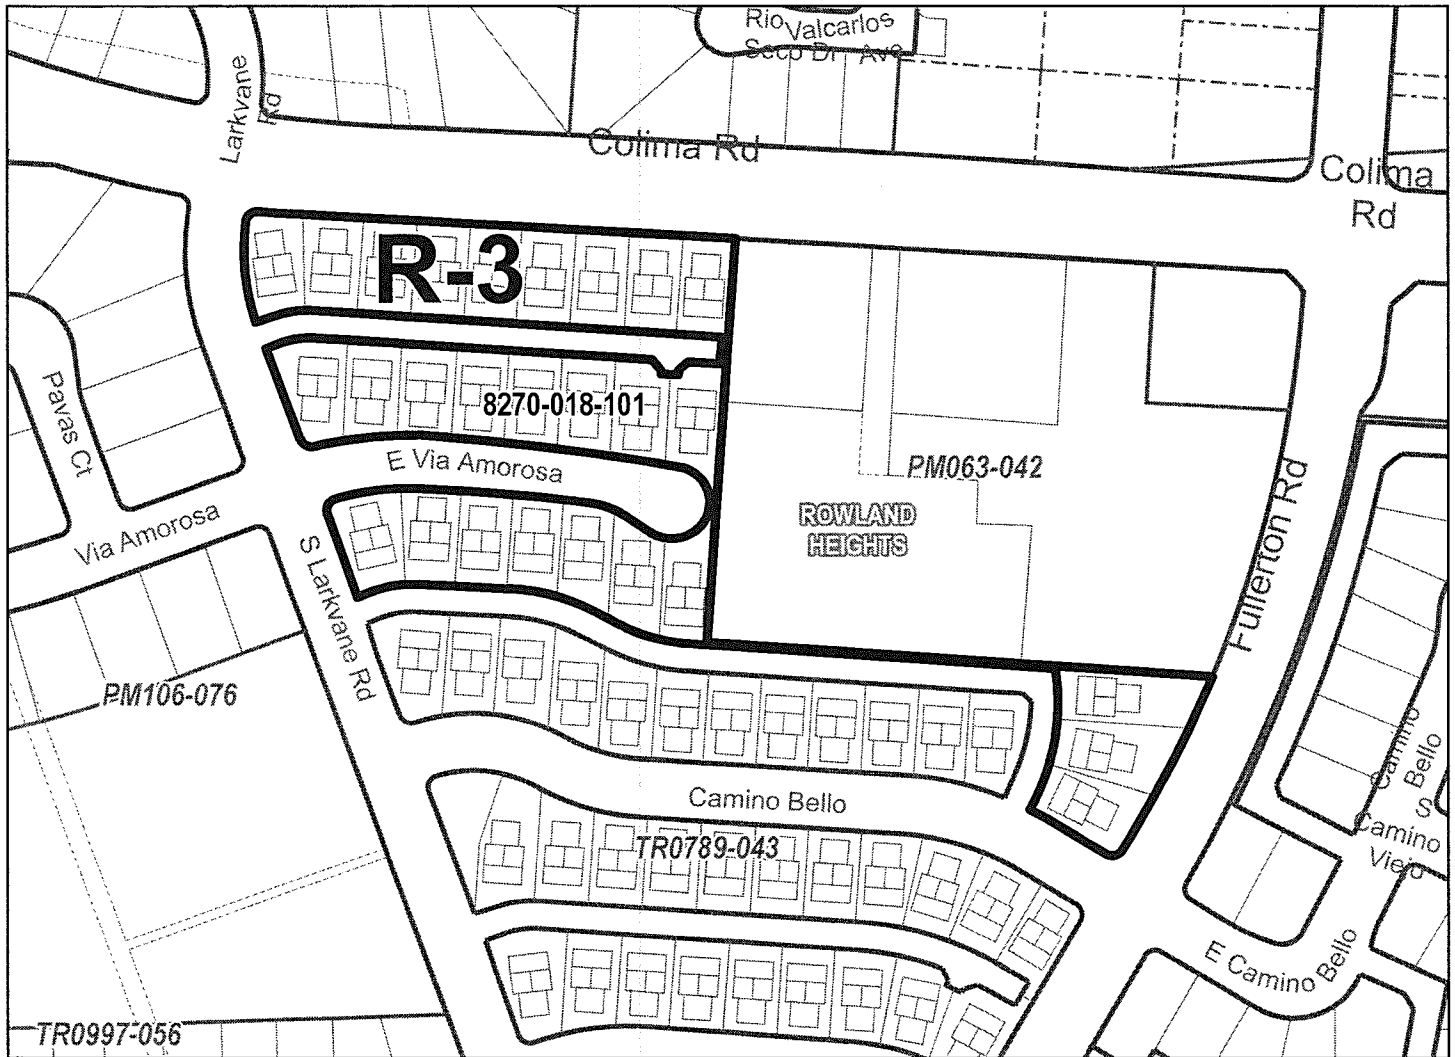 Rio
Valcarlos
Seco Dr
Ave
Larkvane
Rd
Colima Rd
Colima
Rd
R-3
Pavas Ct
8270-018-101
E Via Amorosa
PM063-042
ROWLAND
HEIGHTS
Fullerton Rd
Via Amorosa
S Larkvane Rd
PM106-076
Camino
Bello
S
Camino
Viejo
Camino Bello
TR0789-043
E Camino Bello
TR0997-056